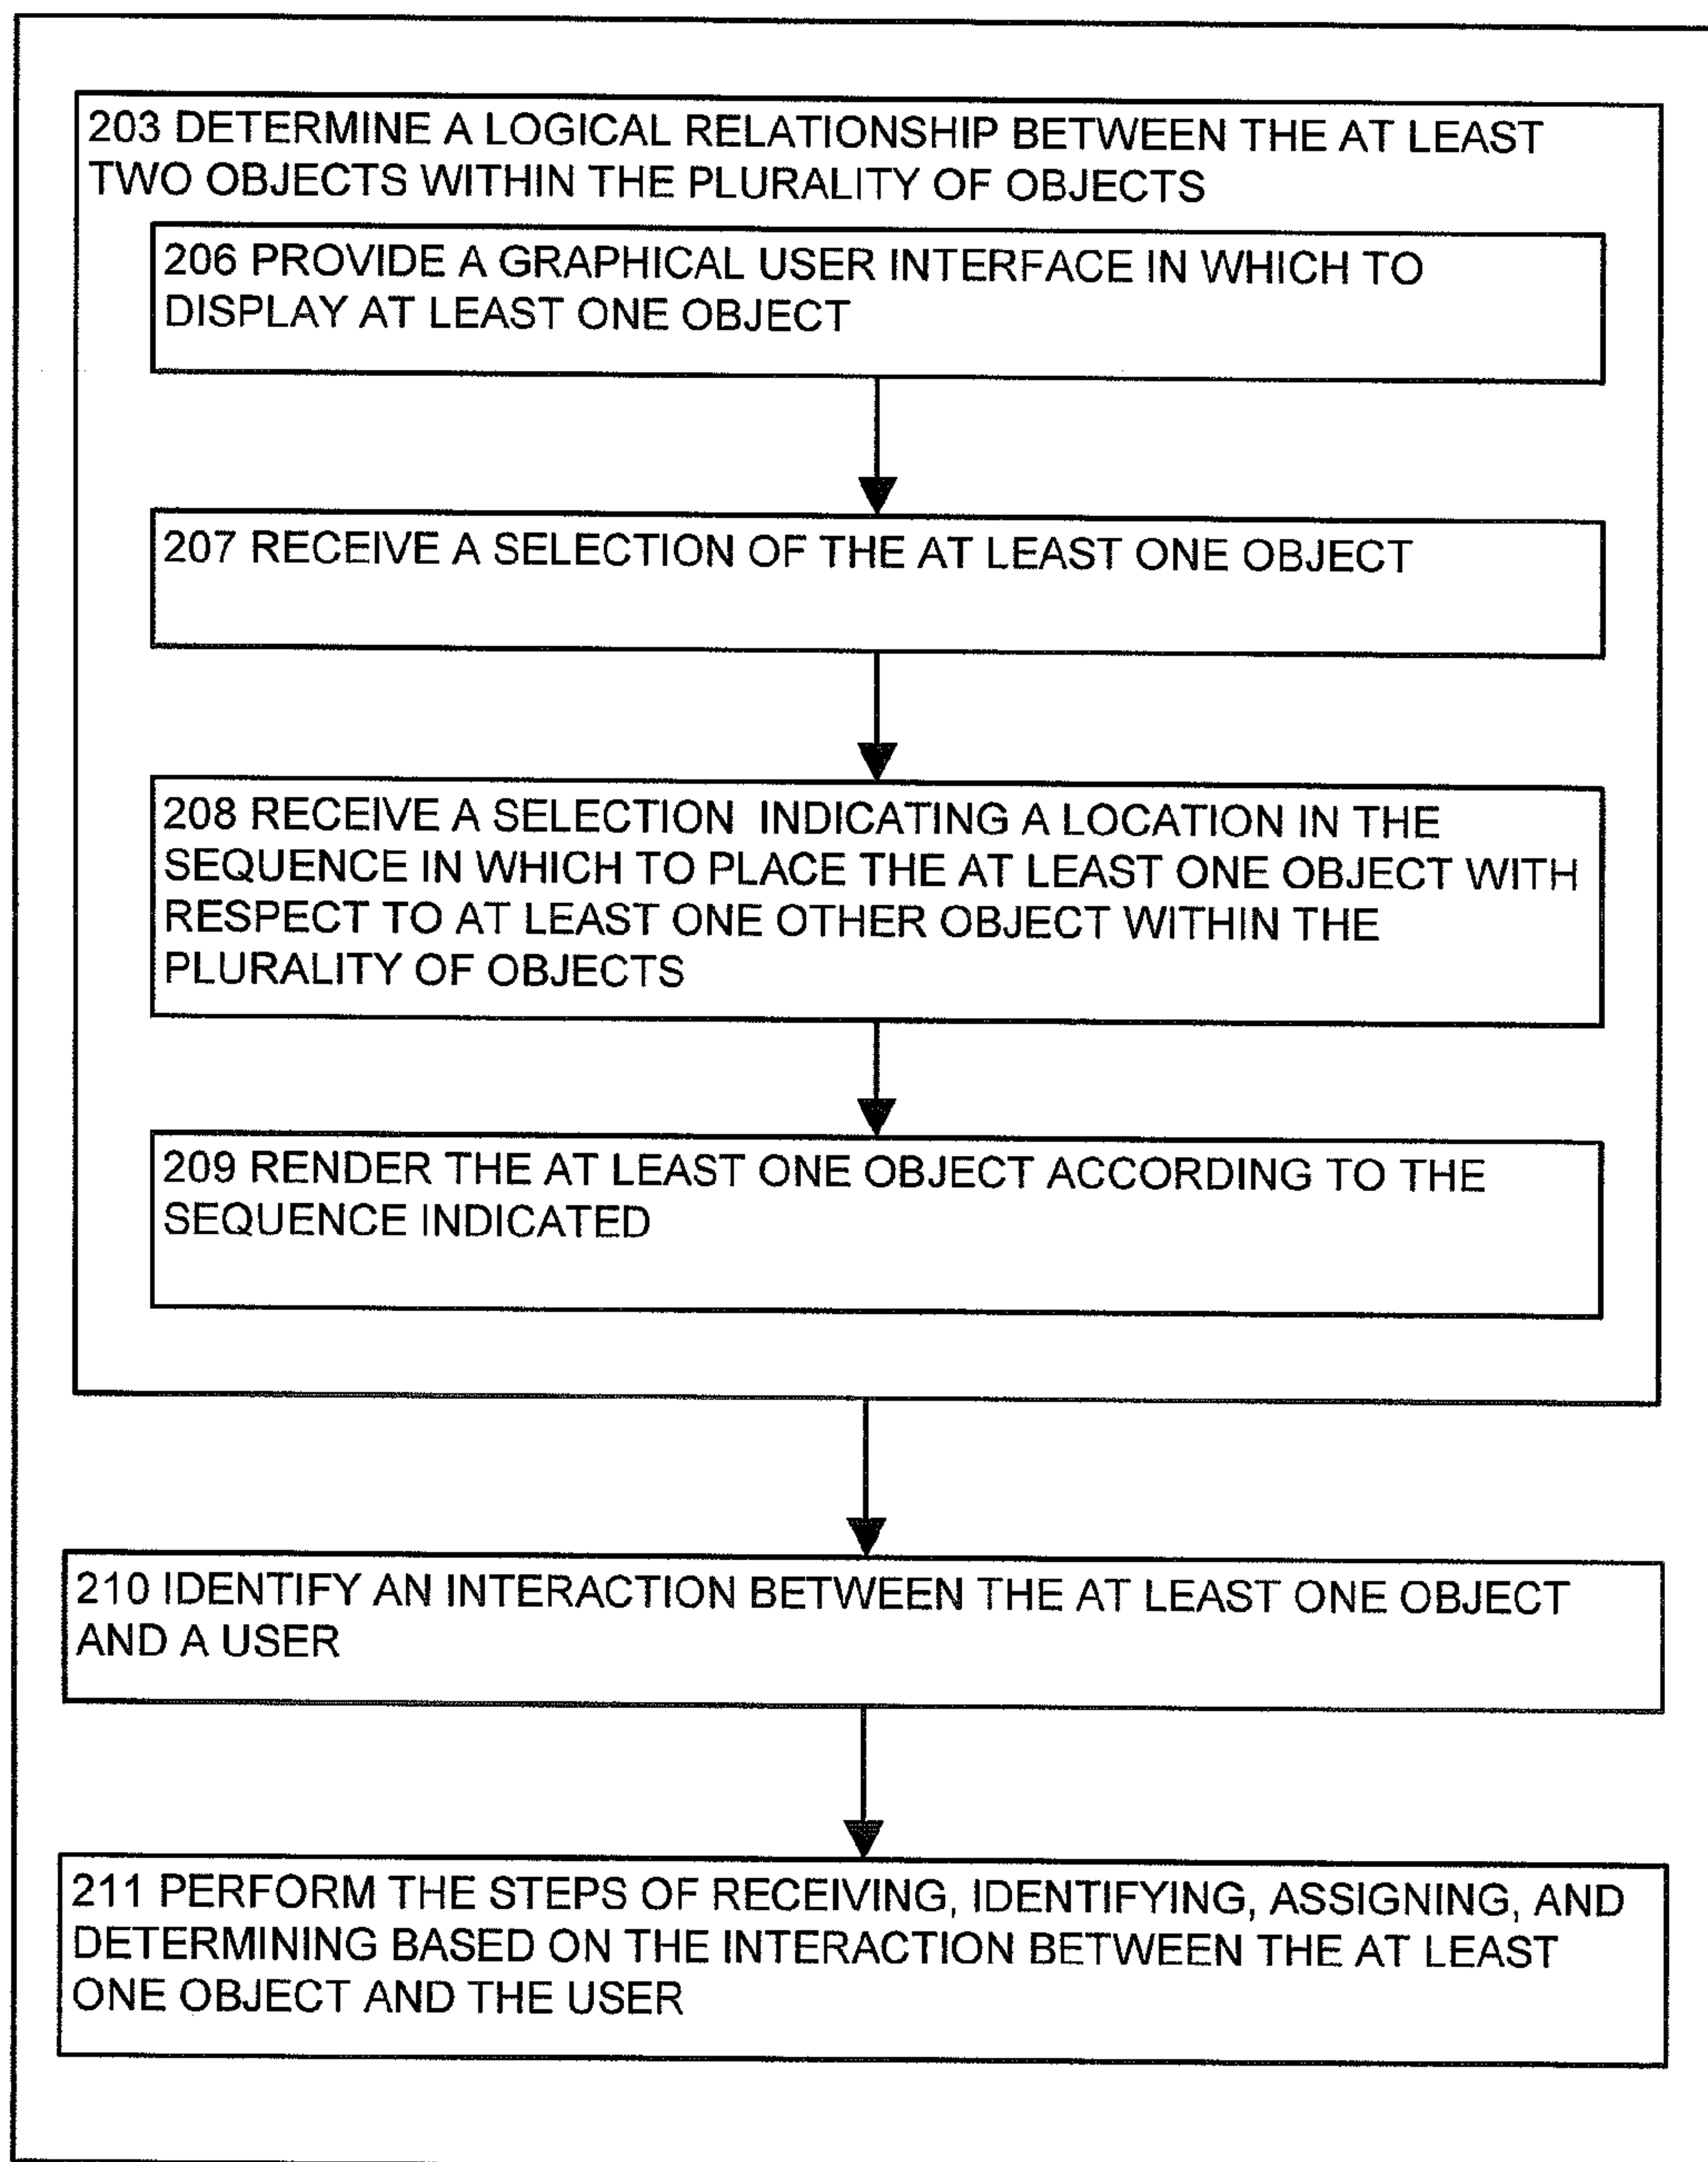 203 DETERMINE A LOGICAL RELATIONSHIP BETWEEN THE AT LEAST
TWO OBJECTS WITHIN THE PLURALITY OF OBJECTS
206 PROVIDE A GRAPHICAL USER INTERFACE IN WHICH TO
DISPLAY AT LEAST ONE OBJECT
207 RECEIVE A SELECTION OF THE AT LEAST ONE OBJECT
208 RECEIVE A SELECTION INDICATING A LOCATION IN THE
SEQUENCE IN WHICH TO PLACE THE AT LEAST ONE OBJECT WITH
RESPECT TO AT LEAST ONE OTHER OBJECT WITHIN THE
PLURALITY OF OBJECTS
209 RENDER THE AT LEAST ONE OBJECT ACCORDING TO THE
SEQUENCE INDICATED
210 IDENTIFY AN INTERACTION BETWEEN THE AT LEAST ONE OBJECT
AND A USER
211 PERFORM THE STEPS OF RECEIVING, IDENTIFYING, ASSIGNING, AND
DETERMINING BASED ON THE INTERACTION BETWEEN THE AT LEAST
ONE OBJECT AND THE USER